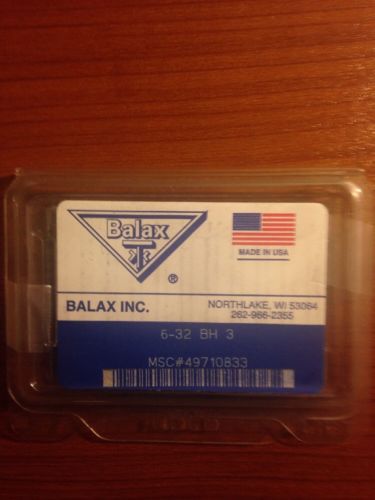 Balax
®
MADE IN USA
BALAX INC.
NORTHLAKE, WI 53064
262-966-2355
6-32 BH 3
MSC#49710833